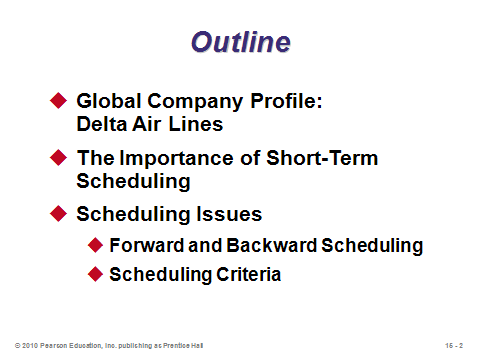 Outline
Global Company Profile:
Delta Air Lines
The Importance of Short-Term
Scheduling
Scheduling Issues
Forward and Backward Scheduling
Scheduling Criteria
© 2010 Pearson Education, Inc. publishing as Prentice Hall
15 - 2